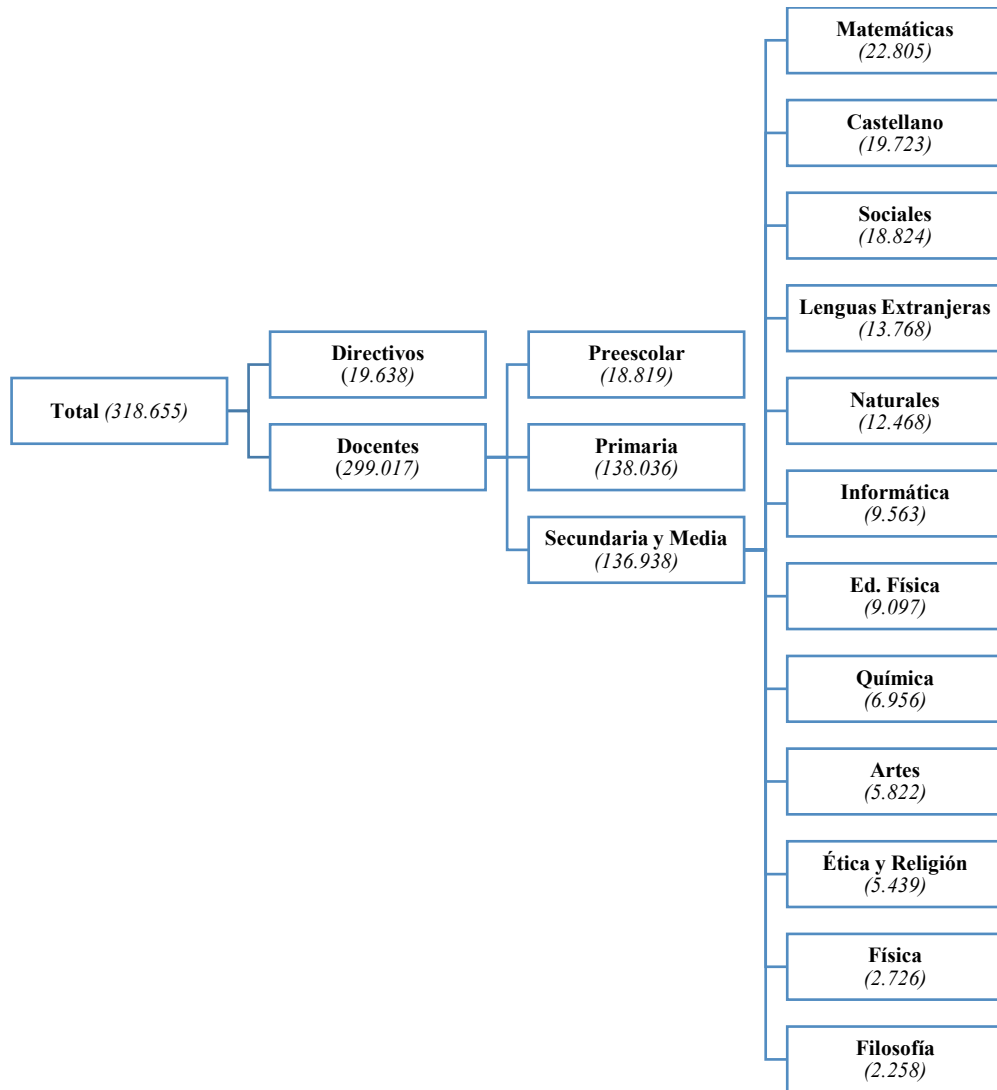 Total (318.655)
Directivos
(19.638)
Docentes
(299.017)
Preescolar
(18.819)
Primaria
(138.036)
Secundaria y Media
(136.938)
Matemáticas
(22.805)
Castellano
(19.723)
Sociales
(18.824)
Lenguas Extranjeras
(13.768)
Naturales
(12.468)
Informática
(9.563)
Ed. Física
(9.097)
Química
(6.956)
Artes
(5.822)
Ética y Religión
(5.439)
Física
(2.726)
Filosofía
(2.258)